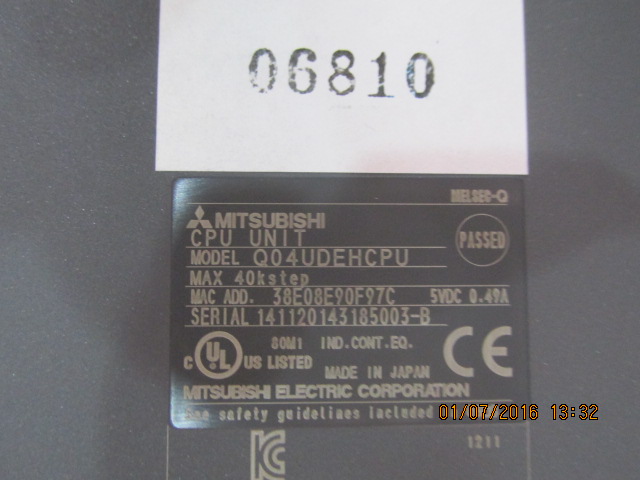 06810
MELSEC-Q
MITSUBISHI
CPU UNIT
PASSED
MODEL Q04UDEHCPU
MAX 40kstep
MAC ADD. 38E08E90F97C 5VDC 0.49A
SERIAL 141120143185003-B
80M1 IND.CONT.EQ.
C UL US LISTED
CE
MADE IN JAPAN
MITSUBISHI ELECTRIC CORPORATION
See safety guidelines included
01/07/2016 13:32
1211